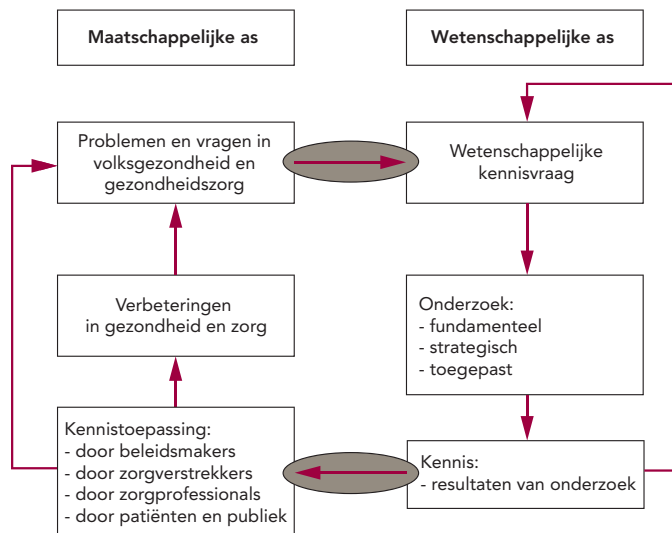 Maatschappelijke as
Wetenschappelijke as
Problemen en vragen in
volksgezondheid en
gezondheidszorg
Wetenschappelijke
kennisvraag
Verbeteringen
in gezondheid en zorg
Onderzoek:
- fundamenteel
- strategisch
- toegepast
Kennistoepassing:
- door beleidsmakers
- door zorgverstrekkers
- door zorgprofessionals
- door patiënten en publiek
Kennis:
- resultaten van onderzoek